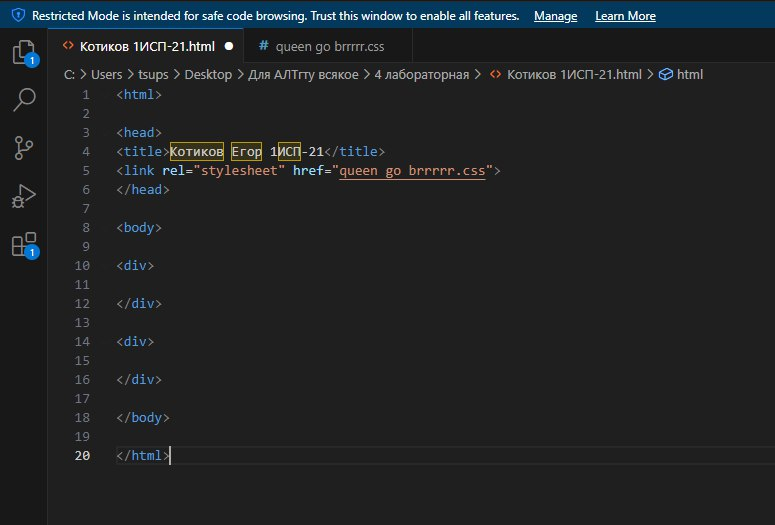 Restricted Mode is intended for safe code browsing. Trust this window to enable all features. Manage Learn More
Котиков 1ИСП-21.html queen go brrrrr.css
C: > Users > tsups > Desktop > Для АЛТгту всякое > 4 лабораторная > Котиков 1ИСП-21.html > html
1 <html>
2
3 <head>
4 <title>Котиков Егор 1ИСП-21</title>
5 <link rel="stylesheet" href="queen go brrrrr.css">
6 </head>
7
8 <body>
9
10 <div>
11
12 </div>
13
14 <div>
15
16 </div>
17
18 </body>
19
20 </html>
1
1